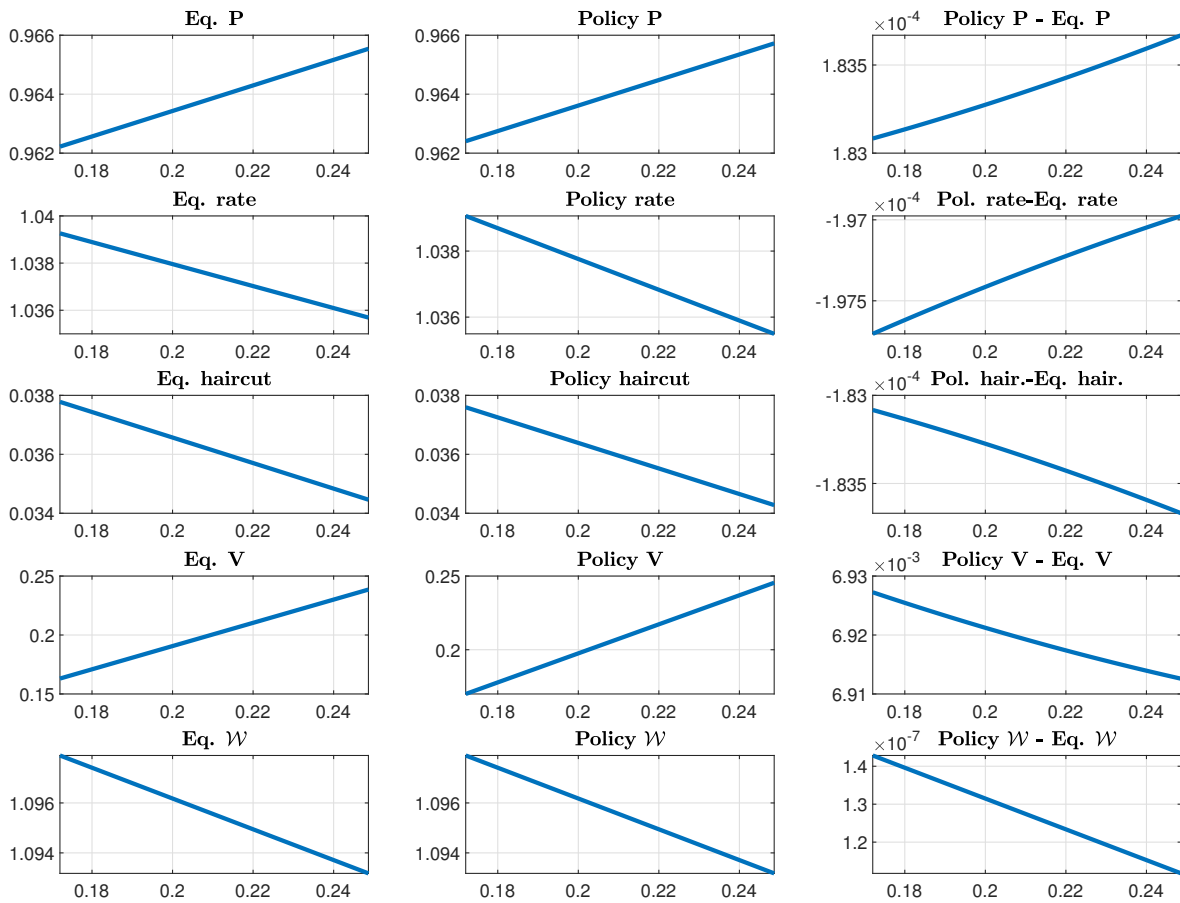 Eq. P
0.966
0.964
0.962
0.18 0.2 0.22 0.24
Policy P
0.966
0.964
0.962
0.18 0.2 0.22 0.24
×10⁻⁴ Policy P - Eq. P
1.835
1.83
0.18 0.2 0.22 0.24
Eq. rate
1.04
1.038
1.036
0.18 0.2 0.22 0.24
Policy rate
1.038
1.036
0.18 0.2 0.22 0.24
×10⁻⁴ Pol. rate-Eq. rate
-1.97
-1.975
0.18 0.2 0.22 0.24
Eq. haircut
0.038
0.036
0.034
0.18 0.2 0.22 0.24
Policy haircut
0.038
0.036
0.034
0.18 0.2 0.22 0.24
×10⁻⁴ Pol. hair.-Eq. hair.
-1.83
-1.835
0.18 0.2 0.22 0.24
Eq. V
0.25
0.2
0.15
0.18 0.2 0.22 0.24
Policy V
0.25
0.2
0.18 0.2 0.22 0.24
×10⁻³ Policy V - Eq. V
6.93
6.92
6.91
0.18 0.2 0.22 0.24
Eq. 𝒲
1.096
1.094
0.18 0.2 0.22 0.24
Policy 𝒲
1.096
1.094
0.18 0.2 0.22 0.24
×10⁻⁷ Policy 𝒲 - Eq. 𝒲
1.4
1.3
1.2
0.18 0.2 0.22 0.24